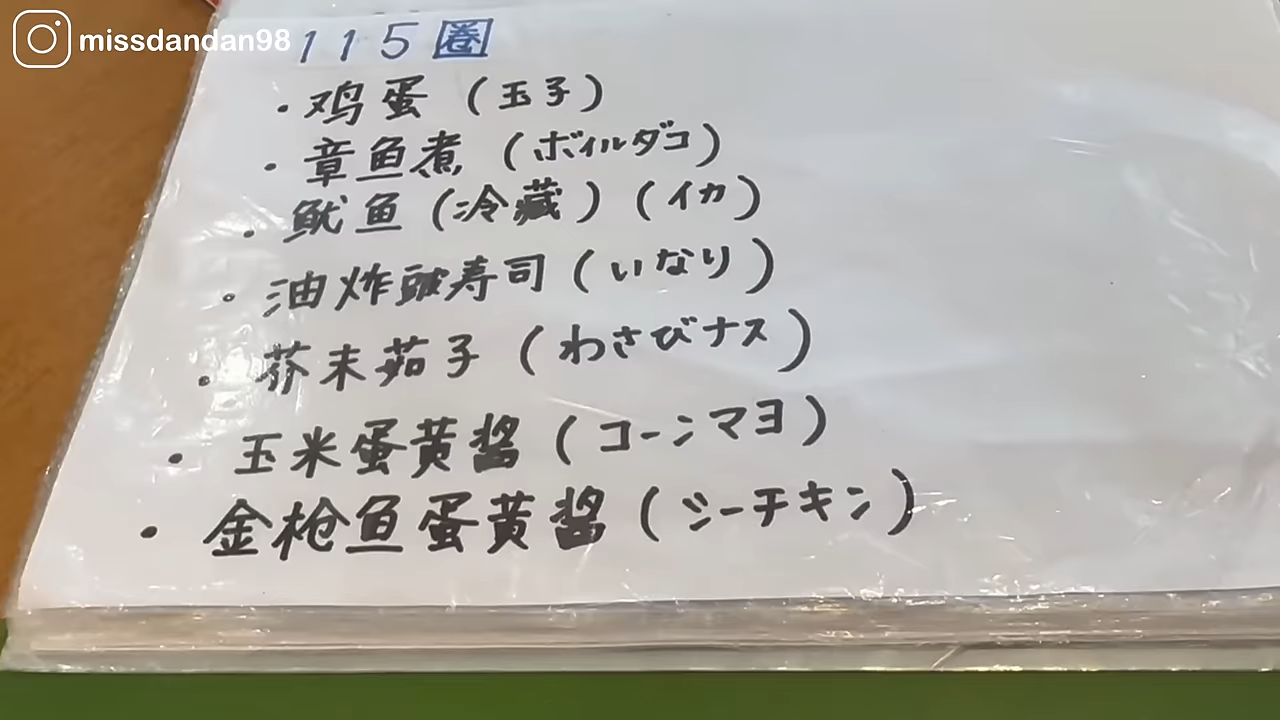 missdandan98
115圏
・鸡蛋(玉子)
・章鱼煮(ボイルダコ)
・鱿鱼(冷藏)(イカ)
・油炸豆皮寿司(いなり)
・芥末茄子(わさびナス)
・玉米蛋黄酱(コーンマヨ)
・金枪鱼蛋黄酱(シーチキン)